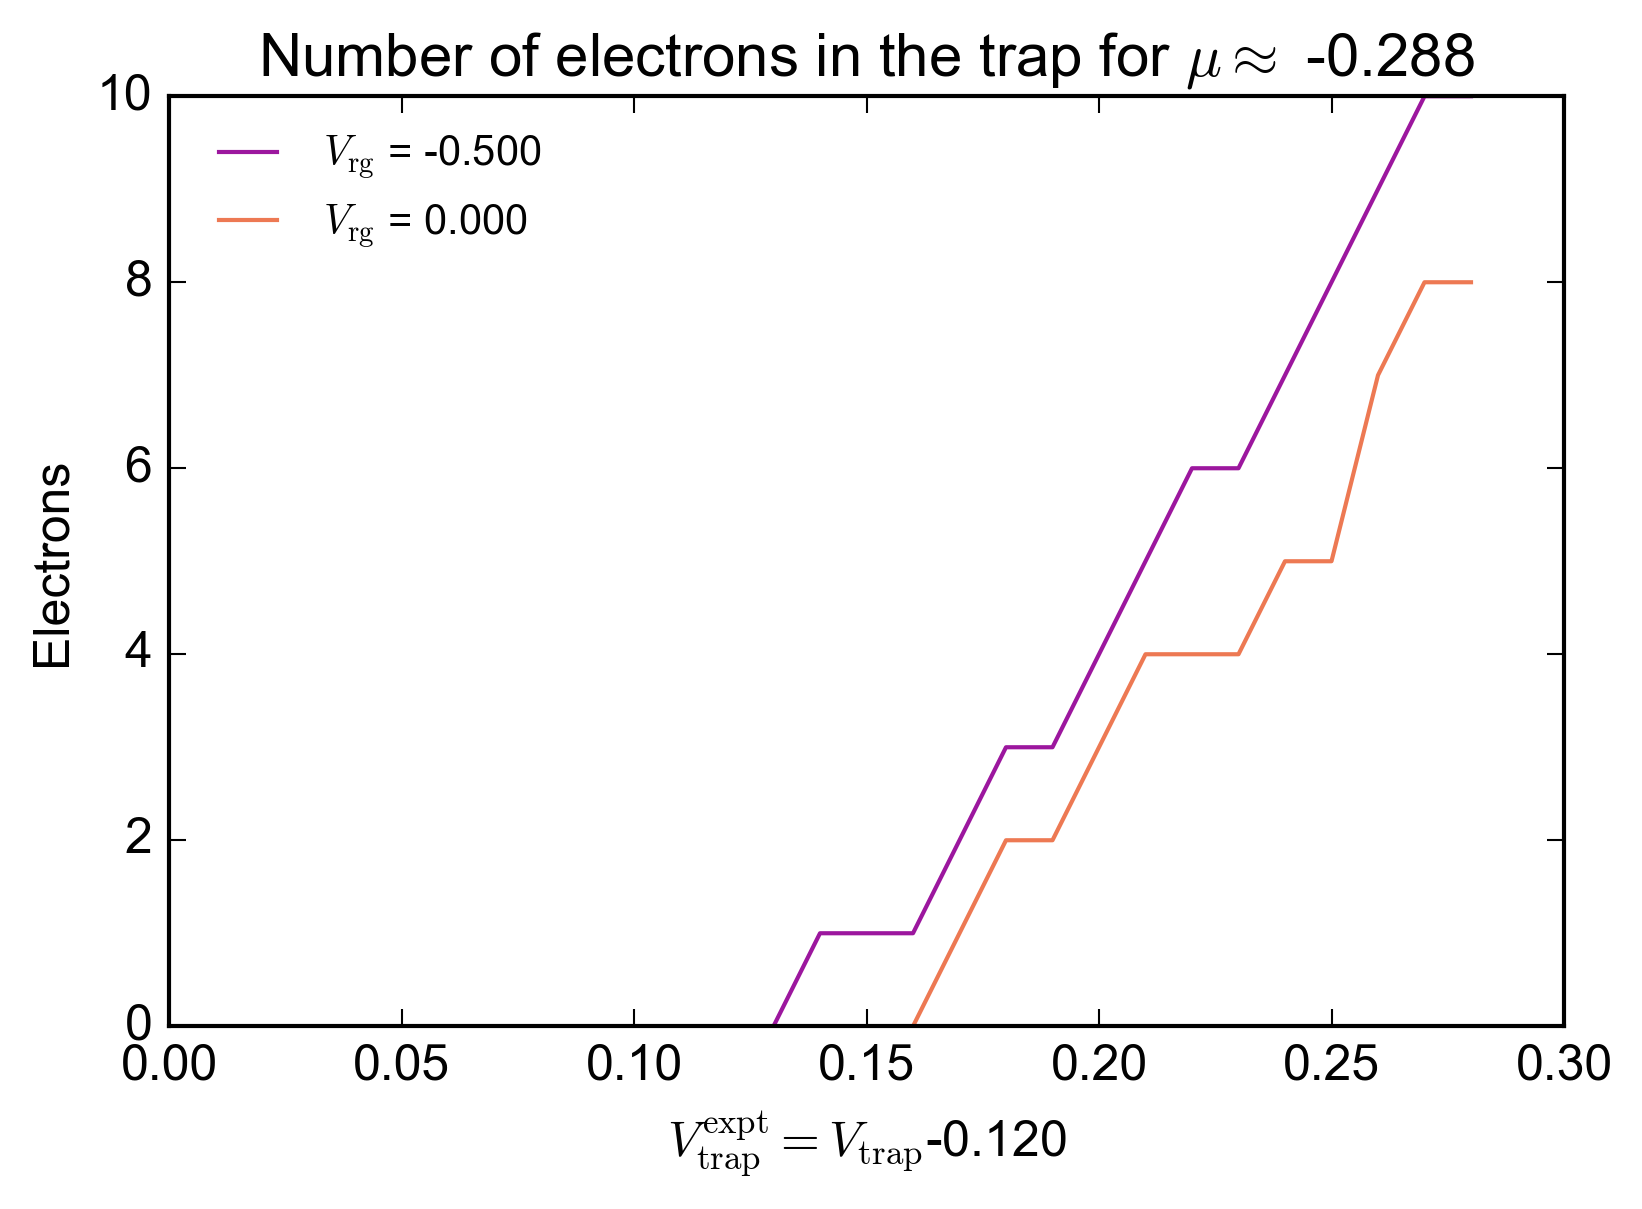 Number of electrons in the trap for μ ≈ -0.288
V_rg = -0.500
V_rg = 0.000
10
8
6
4
2
0
Electrons
0.00 0.05 0.10 0.15 0.20 0.25 0.30
V_trap^expt = V_trap-0.120